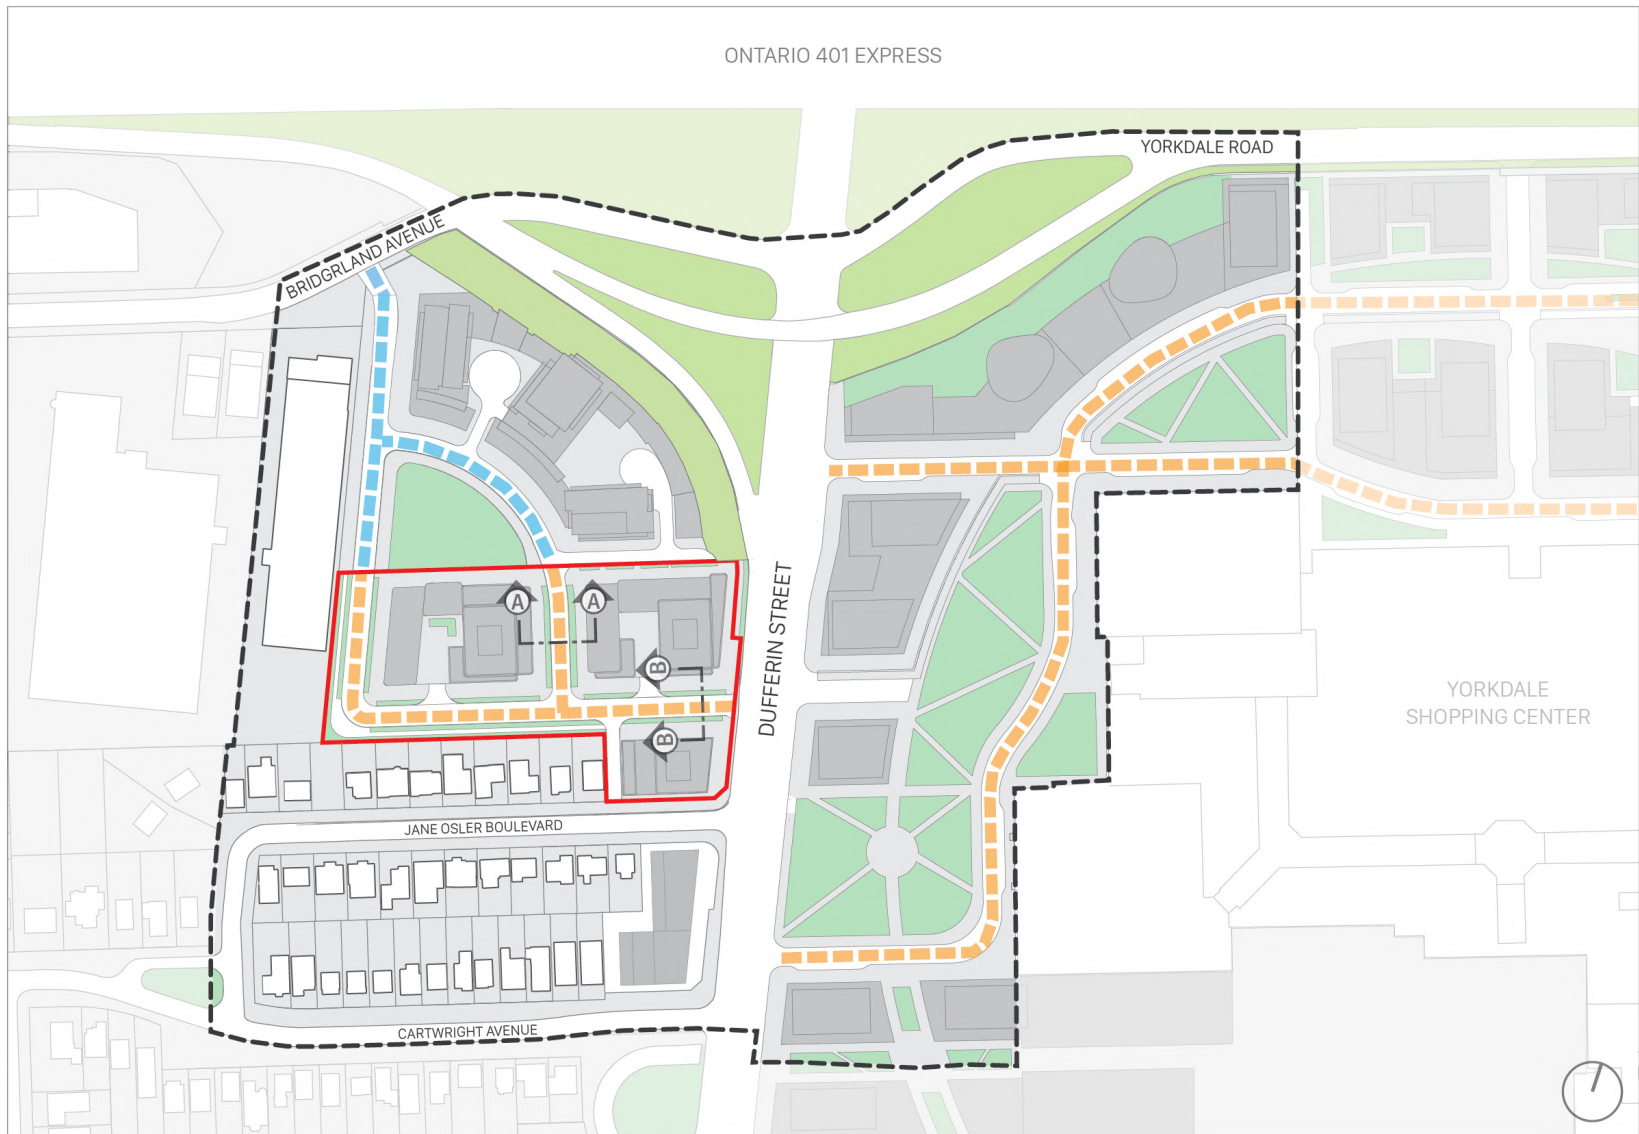 ONTARIO 401 EXPRESS
YORKDALE ROAD
BRIDGRLAND AVENUE
A
A
DUFFERIN STREET
B
B
YORKDALE
SHOPPING CENTER
JANE OSLER BOULEVARD
CARTWRIGHT AVENUE